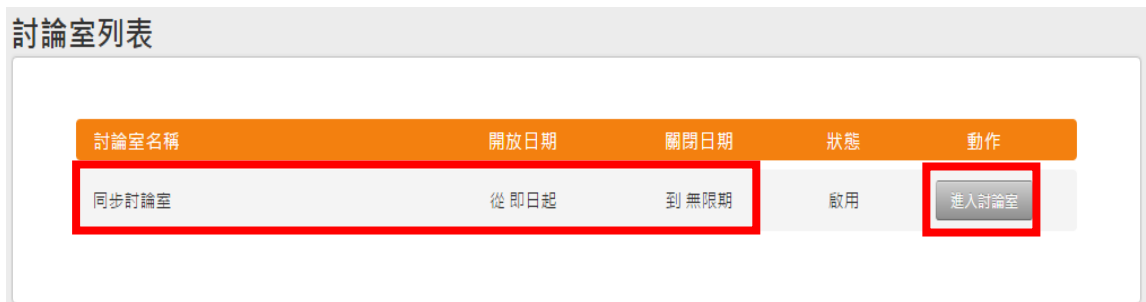 討論室列表
討論室名稱 開放日期 關閉日期 狀態 動作
同步討論室 從 即日起 到 無限期 啟用 進入討論室